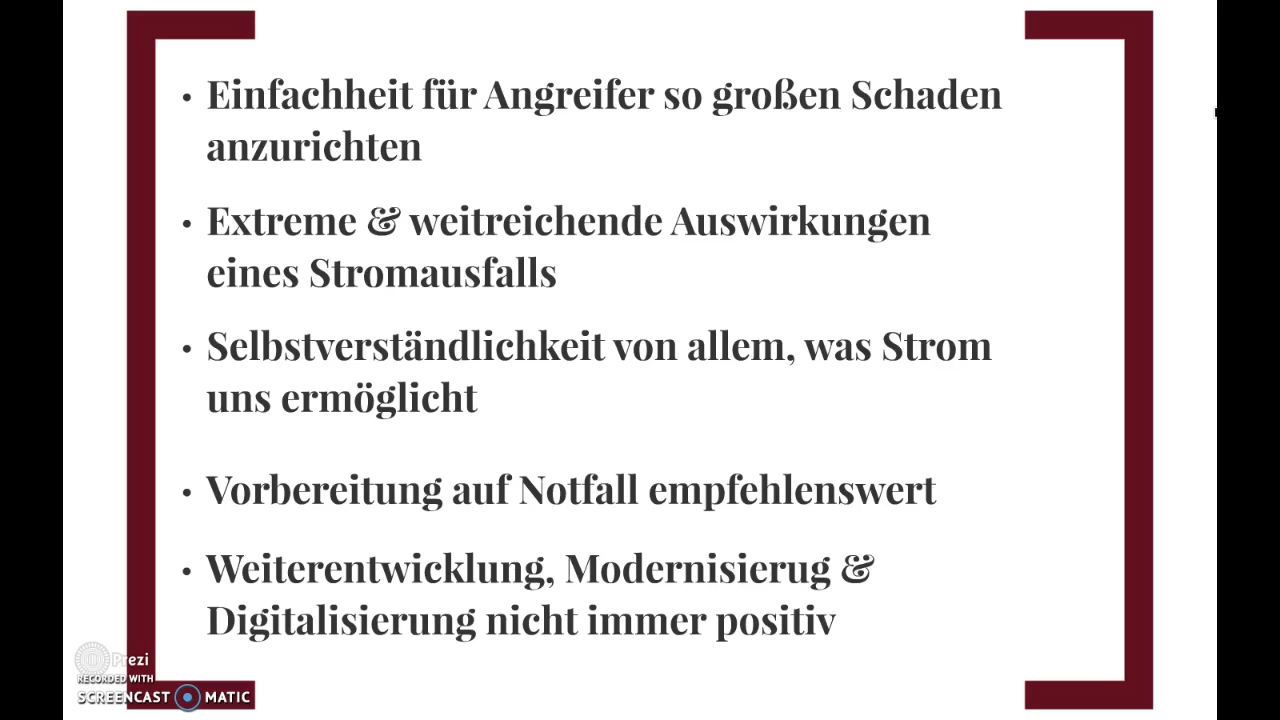 • Einfachheit für Angreifer so großen Schaden
anzurichten
• Extreme & weitreichende Auswirkungen
eines Stromausfalls
• Selbstverständlichkeit von allem, was Strom
uns ermöglicht
• Vorbereitung auf Notfall empfehlenswert
• Weiterentwicklung, Modernisierug &
Digitalisierung nicht immer positiv
Prezi
RECORDED WITH
SCREENCAST MATIC